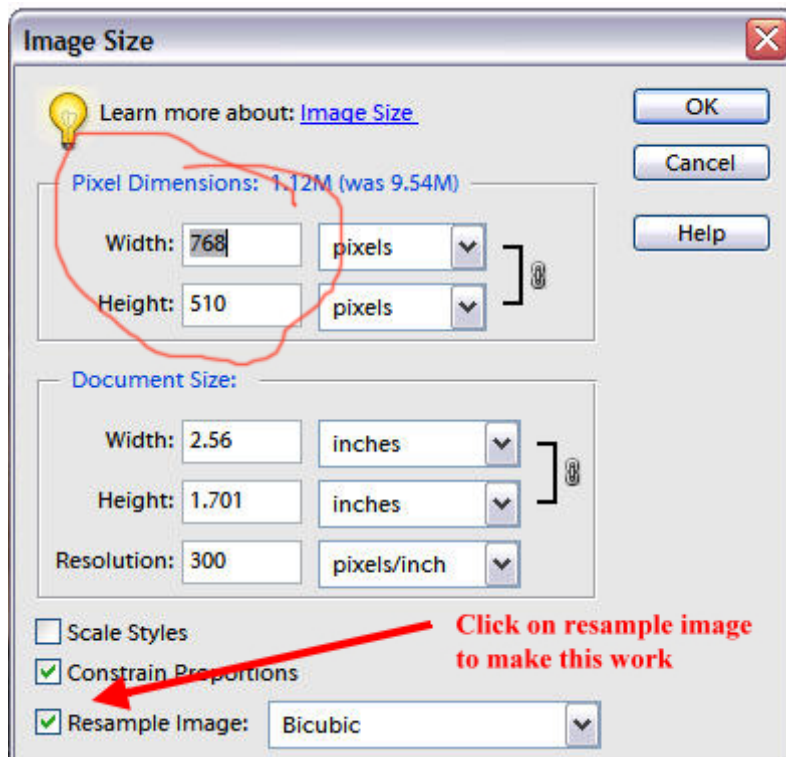 Image Size
Learn more about: Image Size
OK
Cancel
Help
Pixel Dimensions: 1.12M (was 9.54M)
Width: 768 pixels
Height: 510 pixels
Document Size:
Width: 2.56 inches
Height: 1.701 inches
Resolution: 300 pixels/inch
Scale Styles
Constrain Proportions
Resample Image: Bicubic
Click on resample image
to make this work